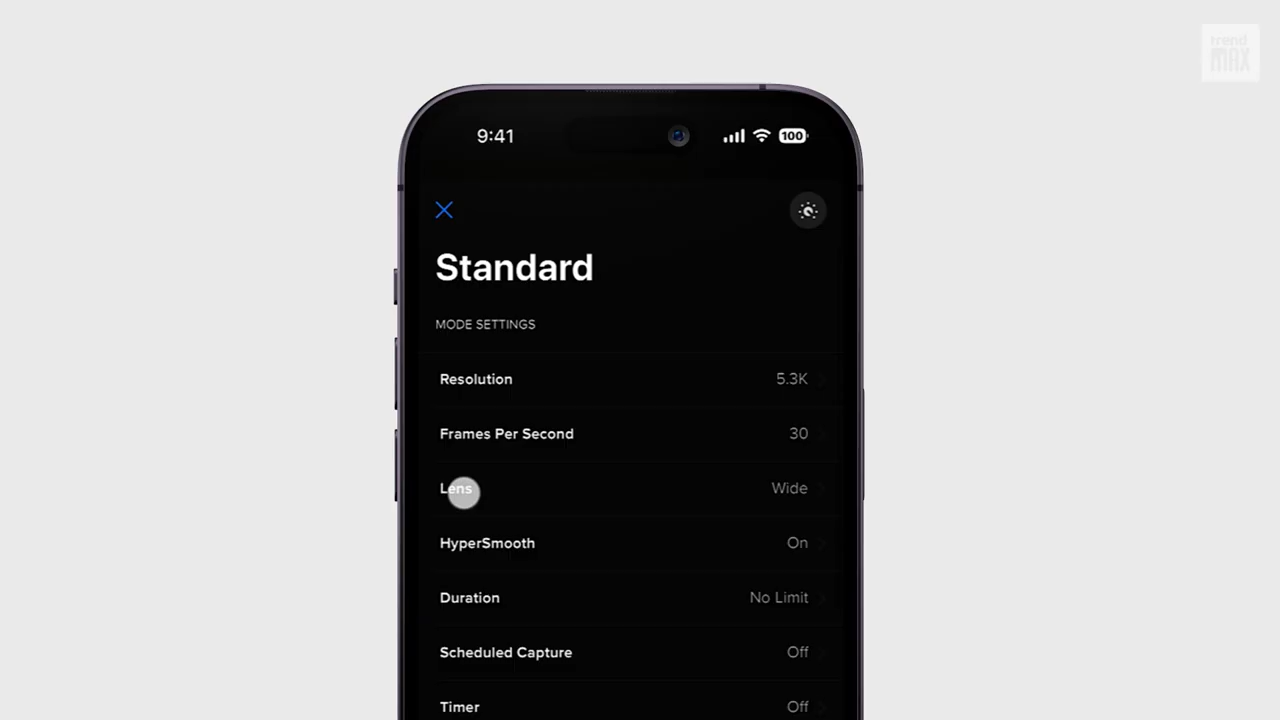 trend
MAX
9:41
100
Standard
MODE SETTINGS
Resolution 5.3K
Frames Per Second 30
Lens Wide
HyperSmooth On
Duration No Limit
Scheduled Capture Off
Timer Off